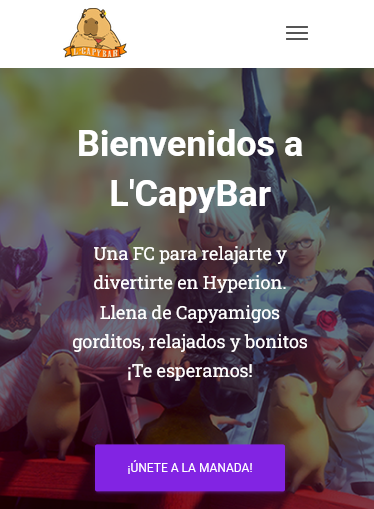 L'CAPYBAR
Bienvenidos a
L'CapyBar
Una FC para relajarte y
divertirte en Hyperion.
Llena de Capyamigos
gorditos, relajados y bonitos
¡Te esperamos!
¡ÚNETE A LA MANADA!